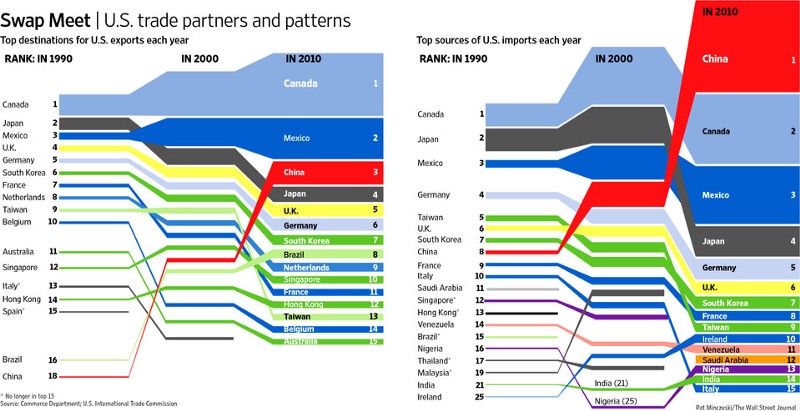 Swap Meet | U.S. trade partners and patterns
Top destinations for U.S. exports each year
RANK: IN 1990 IN 2000 IN 2010
Canada 1
Japan 2
Mexico 3
U.K. 4
Germany 5
South Korea 6
France 7
Netherlands 8
Taiwan 9
Belgium 10
Australia 11
Singapore 12
Italy* 13
Hong Kong 14
Spain* 15
Brazil 16
China 18
Canada 1
Mexico 2
China 3
Japan 4
U.K. 5
Germany 6
South Korea 7
Brazil 8
Netherlands 9
Singapore 10
France 11
Hong Kong 12
Taiwan 13
Belgium 14
Australia 15
* No longer in top 15
Source: Commerce Department; U.S. International Trade Commission
Top sources of U.S. imports each year
RANK: IN 1990 IN 2000 IN 2010
Canada 1
Japan 2
Mexico 3
Germany 4
Taiwan 5
U.K. 6
South Korea 7
China 8
France 9
Italy 10
Saudi Arabia 11
Singapore* 12
Hong Kong* 13
Venezuela 14
Brazil* 15
Nigeria 16
Thailand* 17
Malaysia* 19
India 21
Ireland 25
India (21)
Nigeria (25)
China 1
Canada 2
Mexico 3
Japan 4
Germany 5
U.K. 6
South Korea 7
France 8
Taiwan 9
Ireland 10
Venezuela 11
Saudi Arabia 12
Nigeria 13
India 14
Italy 15
Pat Minczeski/The Wall Street Journal